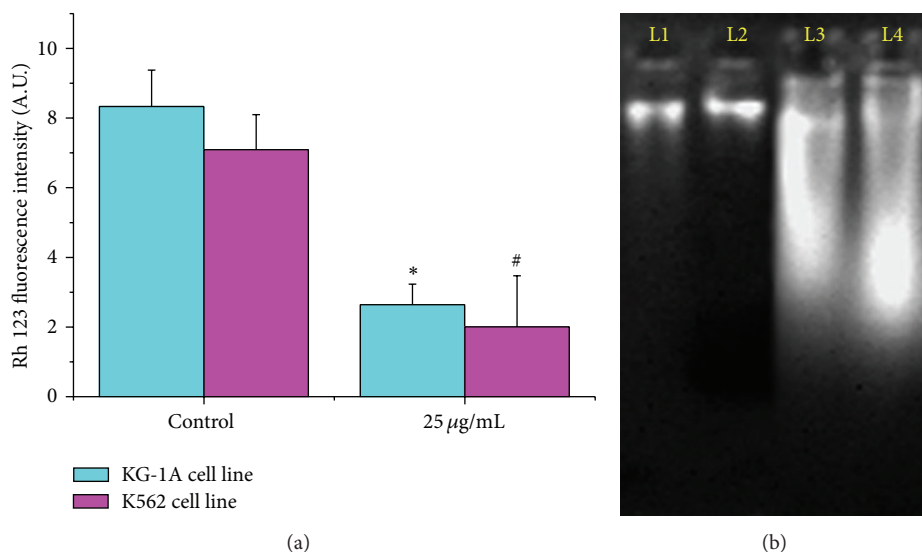 Rh 123 fluorescence intensity (A.U.)
10
8
6
4
2
0
*
#
Control
25 μg/mL
KG-1A cell line
K562 cell line
(a)
L1 L2 L3 L4
(b)